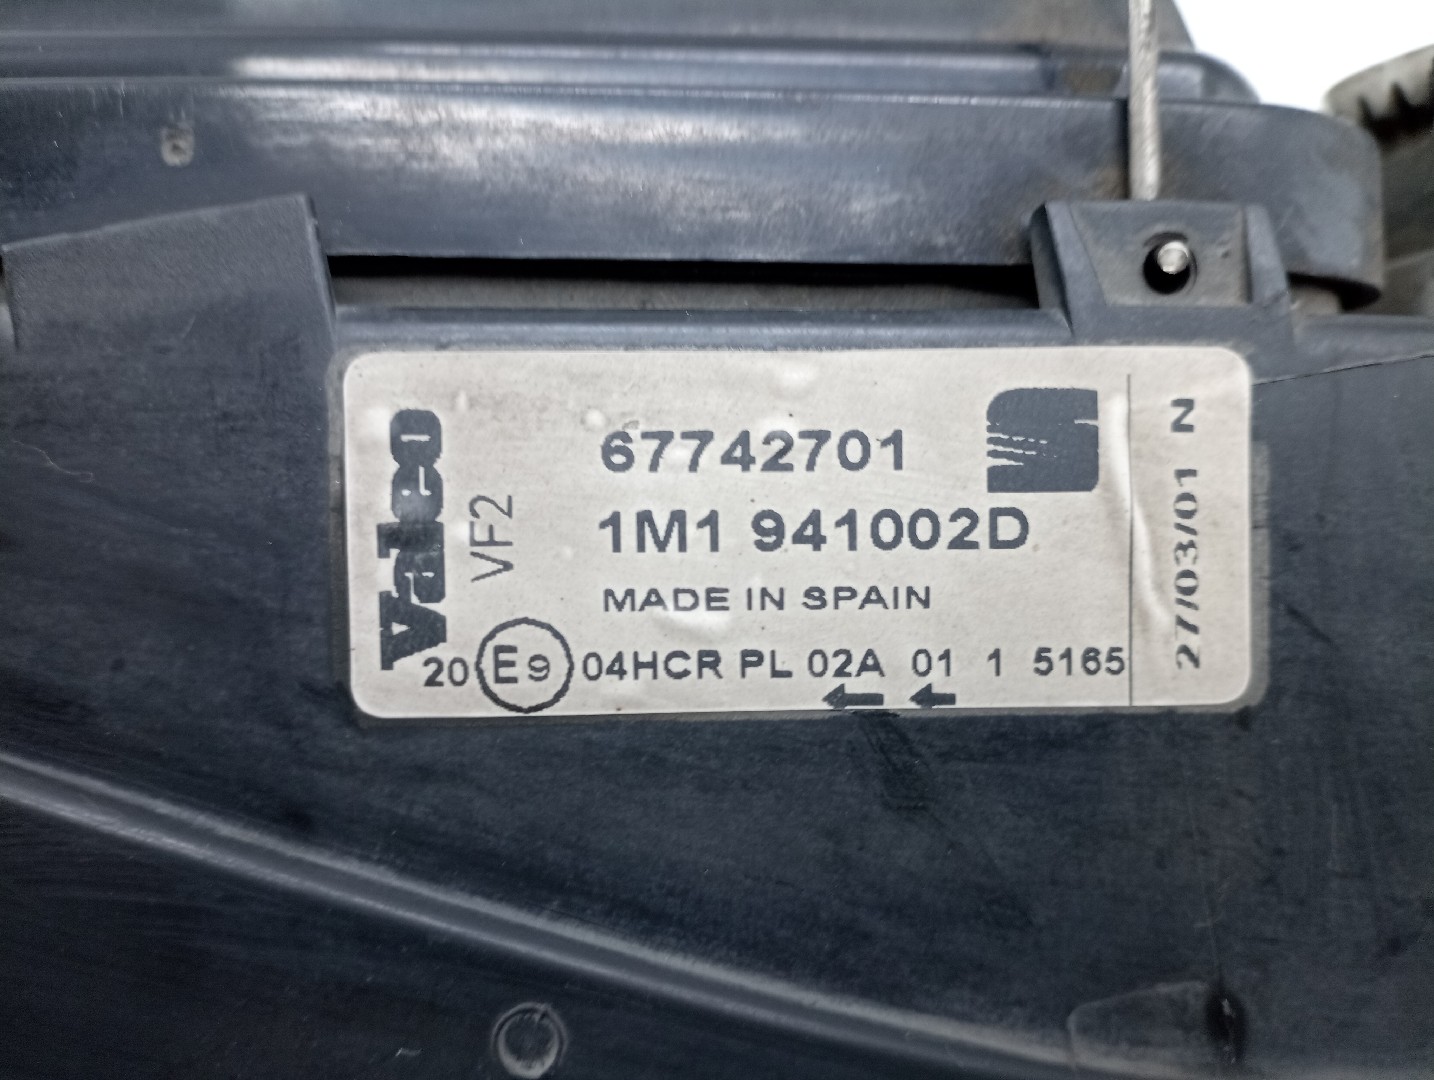 Valeo
VF2
67742701
1M1 941002D
MADE IN SPAIN
20 E9 04HCR PL 02A 01 1 5165
27/03/01 N